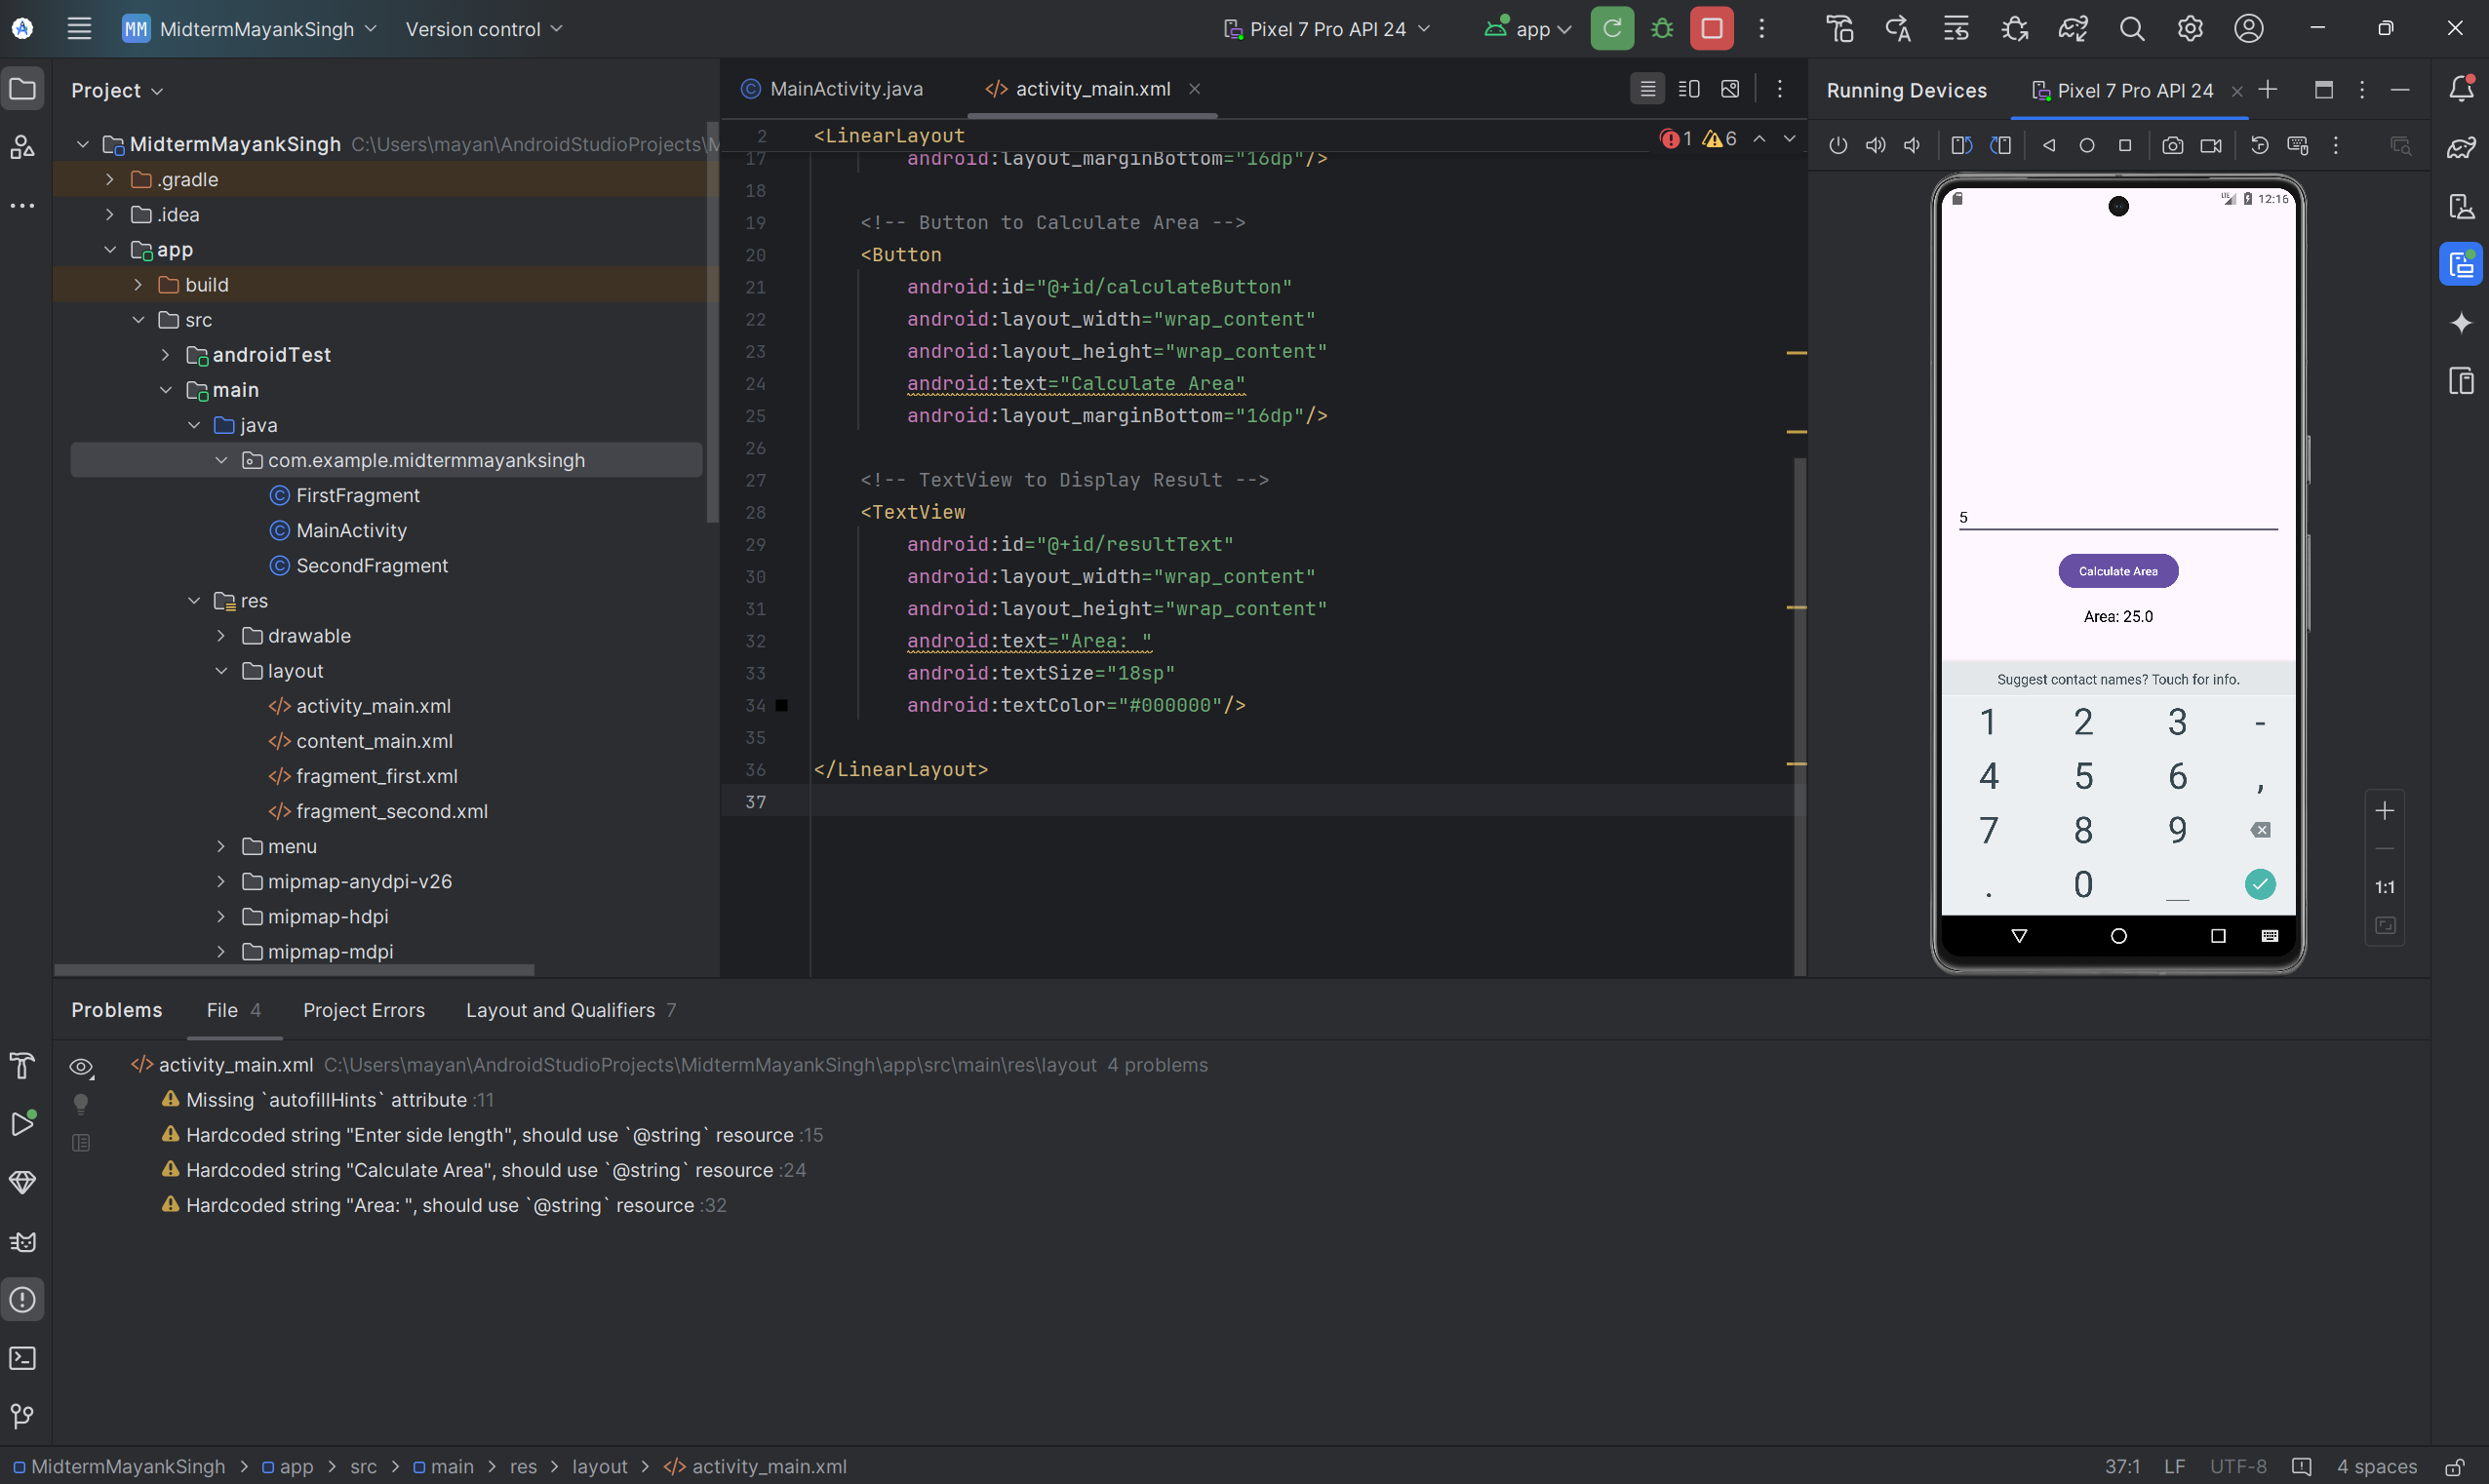 MM MidtermMayankSingh Version control Pixel 7 Pro API 24 app
Project
MidtermMayankSingh C:\Users\mayan\AndroidStudioProjects\M
.gradle
.idea
app
build
src
androidTest
main
java
com.example.midtermmayanksingh
FirstFragment
MainActivity
SecondFragment
res
drawable
layout
activity_main.xml
content_main.xml
fragment_first.xml
fragment_second.xml
menu
mipmap-anydpi-v26
mipmap-hdpi
mipmap-mdpi
MainActivity.java activity_main.xml
2 <LinearLayout 1 6
17 android:layout_marginBottom="16dp"/>
18
19 <!-- Button to Calculate Area -->
20 <Button
21 android:id="@+id/calculateButton"
22 android:layout_width="wrap_content"
23 android:layout_height="wrap_content"
24 android:text="Calculate Area"
25 android:layout_marginBottom="16dp"/>
26
27 <!-- TextView to Display Result -->
28 <TextView
29 android:id="@+id/resultText"
30 android:layout_width="wrap_content"
31 android:layout_height="wrap_content"
32 android:text="Area: "
33 android:textSize="18sp"
34 android:textColor="#000000"/>
35
36 </LinearLayout>
37
Running Devices Pixel 7 Pro API 24
LTE 12:16
5
Calculate Area
Area: 25.0
Suggest contact names? Touch for info.
1 2 3 -
4 5 6 ,
7 8 9
. 0 _
1:1
Problems File 4 Project Errors Layout and Qualifiers 7
activity_main.xml C:\Users\mayan\AndroidStudioProjects\MidtermMayankSingh\app\src\main\res\layout 4 problems
Missing `autofillHints` attribute :11
Hardcoded string "Enter side length", should use `@string` resource :15
Hardcoded string "Calculate Area", should use `@string` resource :24
Hardcoded string "Area: ", should use `@string` resource :32
MidtermMayankSingh > app > src > main > res > layout > activity_main.xml 37:1 LF UTF-8 4 spaces